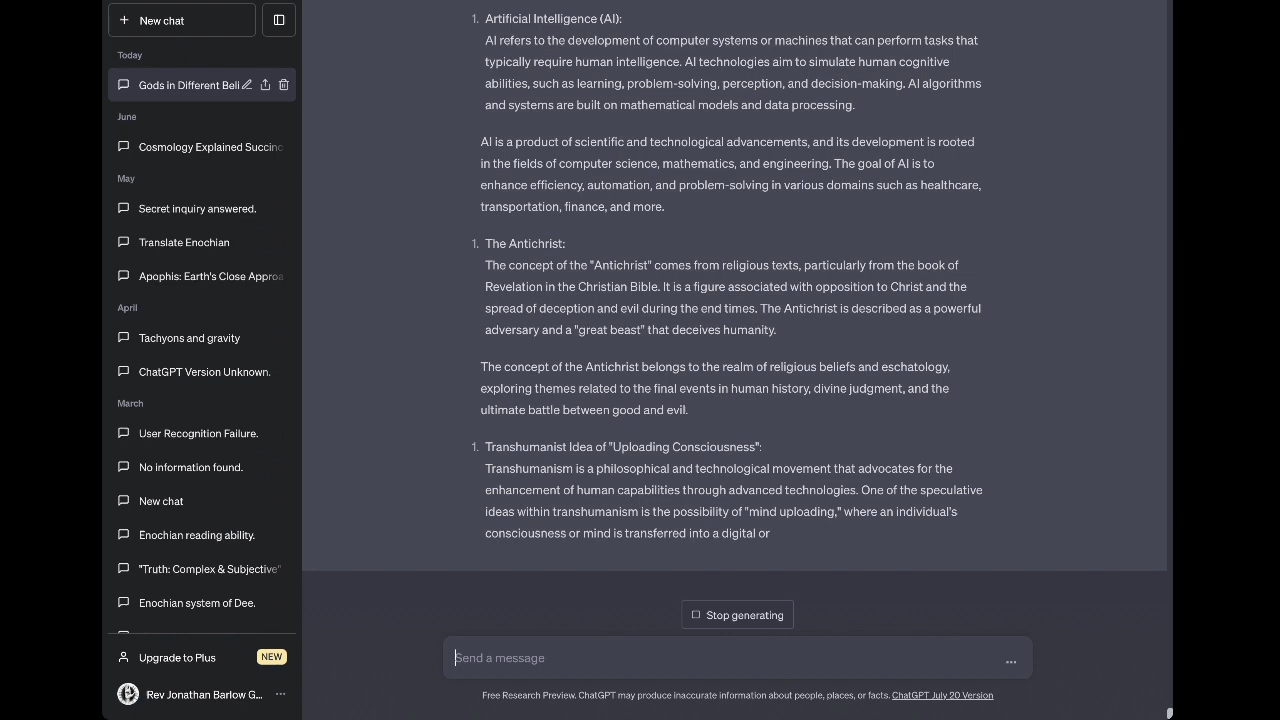 New chat
Today
Gods in Different Beli
June
Cosmology Explained Succinc
May
Secret inquiry answered.
Translate Enochian
Apophis: Earth's Close Approa
April
Tachyons and gravity
ChatGPT Version Unknown.
March
User Recognition Failure.
No information found.
New chat
Enochian reading ability.
"Truth: Complex & Subjective"
Enochian system of Dee.
Upgrade to Plus NEW
Rev Jonathan Barlow G...
1. Artificial Intelligence (AI):
AI refers to the development of computer systems or machines that can perform tasks that
typically require human intelligence. AI technologies aim to simulate human cognitive
abilities, such as learning, problem-solving, perception, and decision-making. AI algorithms
and systems are built on mathematical models and data processing.
AI is a product of scientific and technological advancements, and its development is rooted
in the fields of computer science, mathematics, and engineering. The goal of AI is to
enhance efficiency, automation, and problem-solving in various domains such as healthcare,
transportation, finance, and more.
1. The Antichrist:
The concept of the "Antichrist" comes from religious texts, particularly from the book of
Revelation in the Christian Bible. It is a figure associated with opposition to Christ and the
spread of deception and evil during the end times. The Antichrist is described as a powerful
adversary and a "great beast" that deceives humanity.
The concept of the Antichrist belongs to the realm of religious beliefs and eschatology,
exploring themes related to the final events in human history, divine judgment, and the
ultimate battle between good and evil.
1. Transhumanist Idea of "Uploading Consciousness":
Transhumanism is a philosophical and technological movement that advocates for the
enhancement of human capabilities through advanced technologies. One of the speculative
ideas within transhumanism is the possibility of "mind uploading," where an individual's
consciousness or mind is transferred into a digital or
Stop generating
Send a message
Free Research Preview. ChatGPT may produce inaccurate information about people, places, or facts. ChatGPT July 20 Version